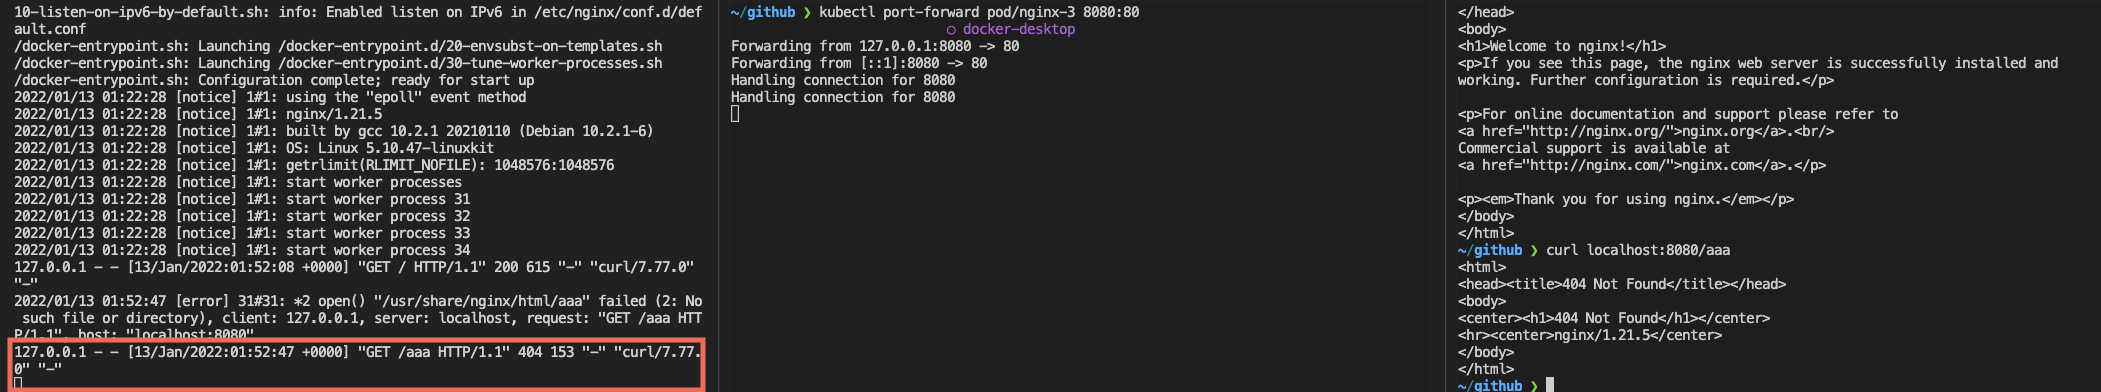 10-listen-on-ipv6-by-default.sh: info: Enabled listen on IPv6 in /etc/nginx/conf.d/def
ault.conf
/docker-entrypoint.sh: Launching /docker-entrypoint.d/20-envsubst-on-templates.sh
/docker-entrypoint.sh: Launching /docker-entrypoint.d/30-tune-worker-processes.sh
/docker-entrypoint.sh: Configuration complete; ready for start up
2022/01/13 01:22:28 [notice] 1#1: using the "epoll" event method
2022/01/13 01:22:28 [notice] 1#1: nginx/1.21.5
2022/01/13 01:22:28 [notice] 1#1: built by gcc 10.2.1 20210110 (Debian 10.2.1-6)
2022/01/13 01:22:28 [notice] 1#1: OS: Linux 5.10.47-linuxkit
2022/01/13 01:22:28 [notice] 1#1: getrlimit(RLIMIT_NOFILE): 1048576:1048576
2022/01/13 01:22:28 [notice] 1#1: start worker processes
2022/01/13 01:22:28 [notice] 1#1: start worker process 31
2022/01/13 01:22:28 [notice] 1#1: start worker process 32
2022/01/13 01:22:28 [notice] 1#1: start worker process 33
2022/01/13 01:22:28 [notice] 1#1: start worker process 34
127.0.0.1 - - [13/Jan/2022:01:52:08 +0000] "GET / HTTP/1.1" 200 615 "-" "curl/7.77.0"
"-"
2022/01/13 01:52:47 [error] 31#31: *2 open() "/usr/share/nginx/html/aaa" failed (2: No
such file or directory), client: 127.0.0.1, server: localhost, request: "GET /aaa HTT
P/1.1", host: "localhost:8080"
127.0.0.1 - - [13/Jan/2022:01:52:47 +0000] "GET /aaa HTTP/1.1" 404 153 "-" "curl/7.77.
0" "-"
~/github ❯ kubectl port-forward pod/nginx-3 8080:80
○ docker-desktop
Forwarding from 127.0.0.1:8080 -> 80
Forwarding from [::1]:8080 -> 80
Handling connection for 8080
Handling connection for 8080
</head>
<body>
<h1>Welcome to nginx!</h1>
<p>If you see this page, the nginx web server is successfully installed and
working. Further configuration is required.</p>
<p>For online documentation and support please refer to
<a href="http://nginx.org/">nginx.org</a>.<br/>
Commercial support is available at
<a href="http://nginx.com/">nginx.com</a>.</p>
<p><em>Thank you for using nginx.</em></p>
</body>
</html>
~/github ❯ curl localhost:8080/aaa
<html>
<head><title>404 Not Found</title></head>
<body>
<center><h1>404 Not Found</h1></center>
<hr><center>nginx/1.21.5</center>
</body>
</html>
~/github ❯